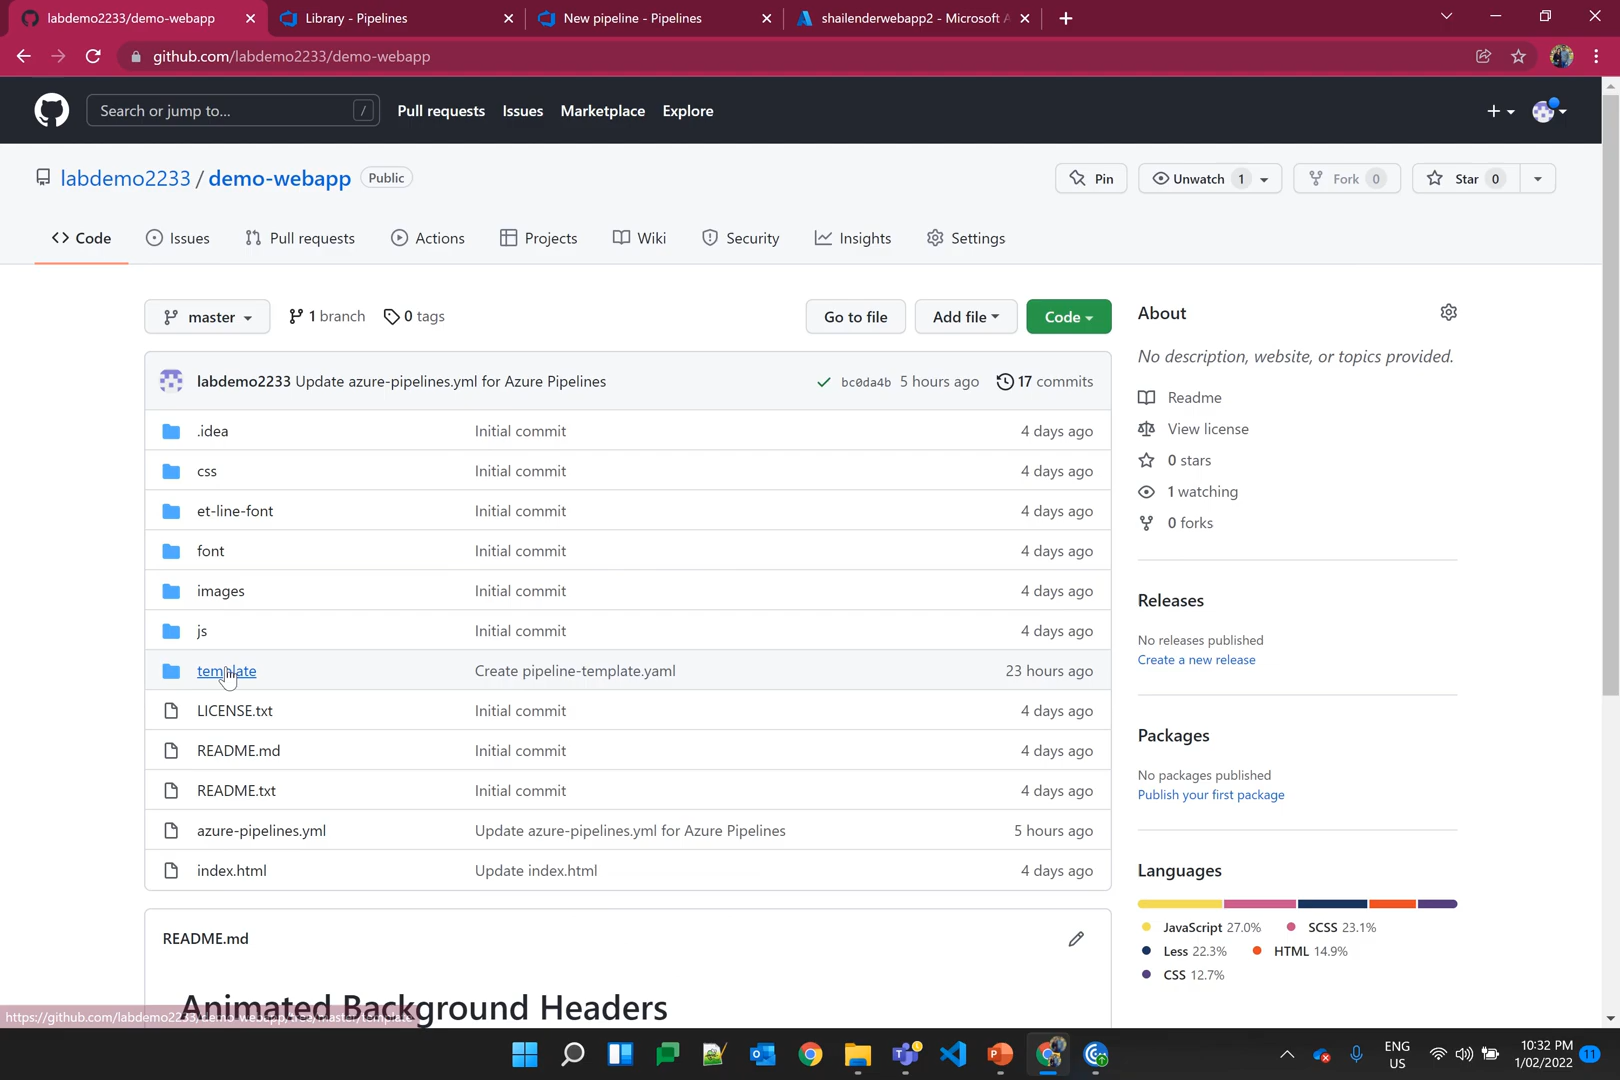 labdemo2233/demo-webapp
Library - Pipelines
New pipeline - Pipelines
shailenderwebapp2 - Microsoft A
github.com/labdemo2233/demo-webapp
Search or jump to...
/
Pull requests
Issues
Marketplace
Explore
labdemo2233 / demo-webapp
Public
Pin
Unwatch 1
Fork 0
Star 0
Code
Issues
Pull requests
Actions
Projects
Wiki
Security
Insights
Settings
master
1 branch
0 tags
Go to file
Add file
Code
labdemo2233 Update azure-pipelines.yml for Azure Pipelines
bc0da4b 5 hours ago
17 commits
.idea Initial commit 4 days ago
css Initial commit 4 days ago
et-line-font Initial commit 4 days ago
font Initial commit 4 days ago
images Initial commit 4 days ago
js Initial commit 4 days ago
template Create pipeline-template.yaml 23 hours ago
LICENSE.txt Initial commit 4 days ago
README.md Initial commit 4 days ago
README.txt Initial commit 4 days ago
azure-pipelines.yml Update azure-pipelines.yml for Azure Pipelines 5 hours ago
index.html Update index.html 4 days ago
README.md
Animated Background Headers
About
No description, website, or topics provided.
Readme
View license
0 stars
1 watching
0 forks
Releases
No releases published
Create a new release
Packages
No packages published
Publish your first package
Languages
JavaScript 27.0% SCSS 23.1%
Less 22.3% HTML 14.9%
CSS 12.7%
https://github.com/labdemo2233/demo-webapp/tree/master/template
ENG
US
10:32 PM
1/02/2022
11